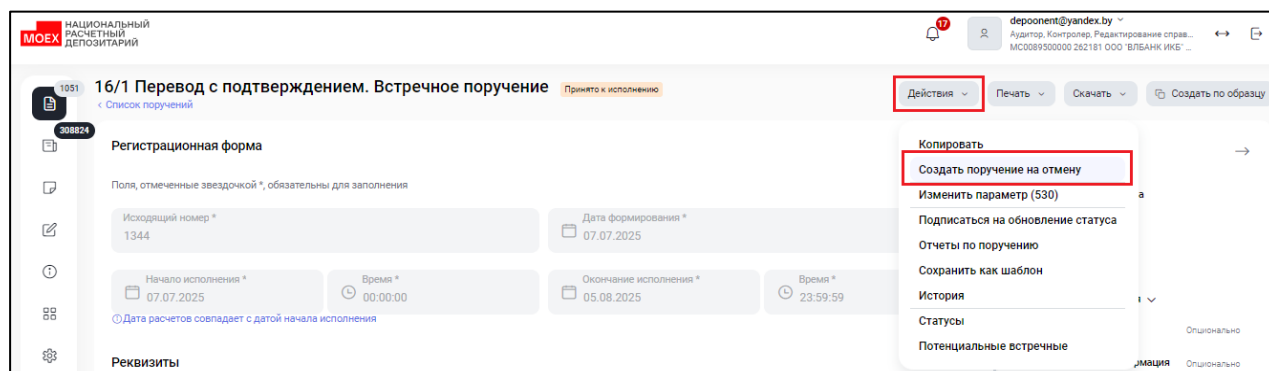 MOEX
НАЦИОНАЛЬНЫЙ
РАСЧЕТНЫЙ
ДЕПОЗИТАРИЙ
17
depoonent@yandex.by
Аудитор, Контролер, Редактирование справ...
MC0089500000 262181 ООО "ВЛБАНК ИКБ" ...
1051
16/1 Перевод с подтверждением. Встречное поручение Принято к исполнению
Действия Печать Скачать Создать по образцу
‹ Список поручений
308824
Регистрационная форма
Поля, отмеченные звездочкой *, обязательны для заполнения
Исходящий номер *
1344
Дата формирования *
07.07.2025
Начало исполнения *
07.07.2025
Время *
00:00:00
Окончание исполнения *
05.08.2025
Время *
23:59:59
Дата расчетов совпадает с датой начала исполнения
Реквизиты
Копировать
Создать поручение на отмену
Изменить параметр (530)
Подписаться на обновление статуса
Отчеты по поручению
Сохранить как шаблон
История
Статусы
Потенциальные встречные
Опционально
Опционально